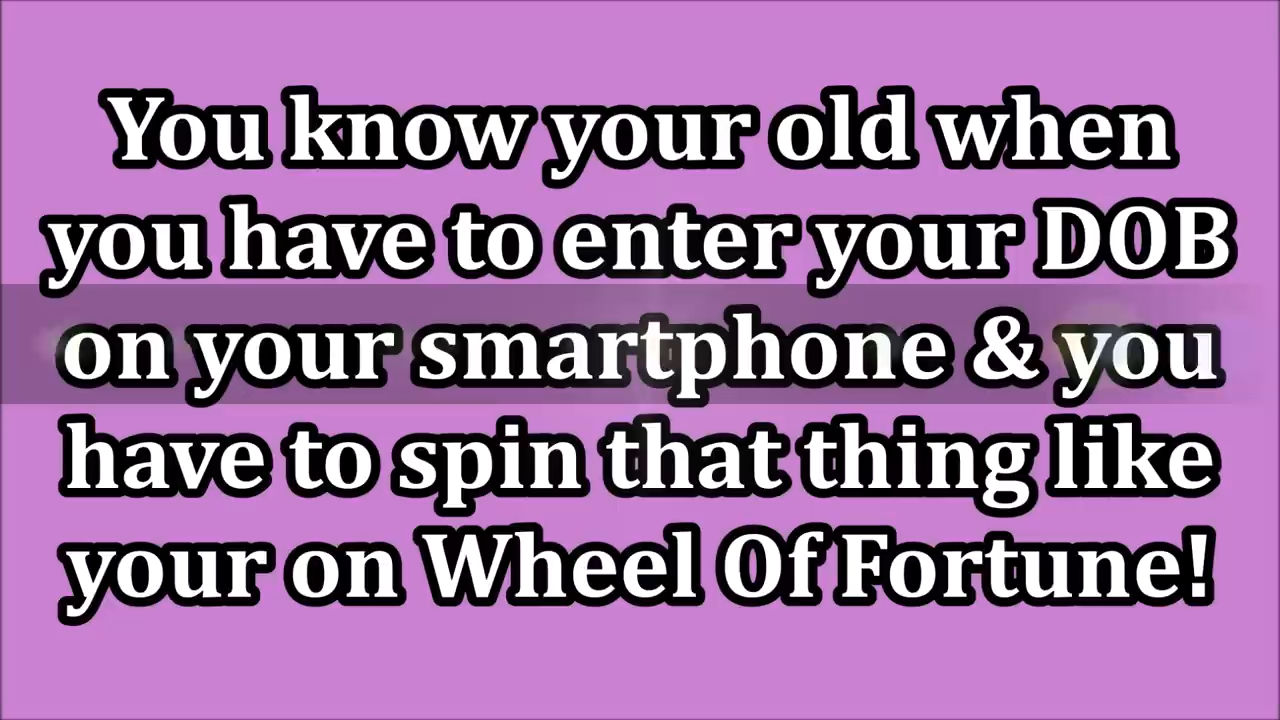 You know your old when
you have to enter your DOB
on your smartphone & you
have to spin that thing like
your on Wheel Of Fortune!